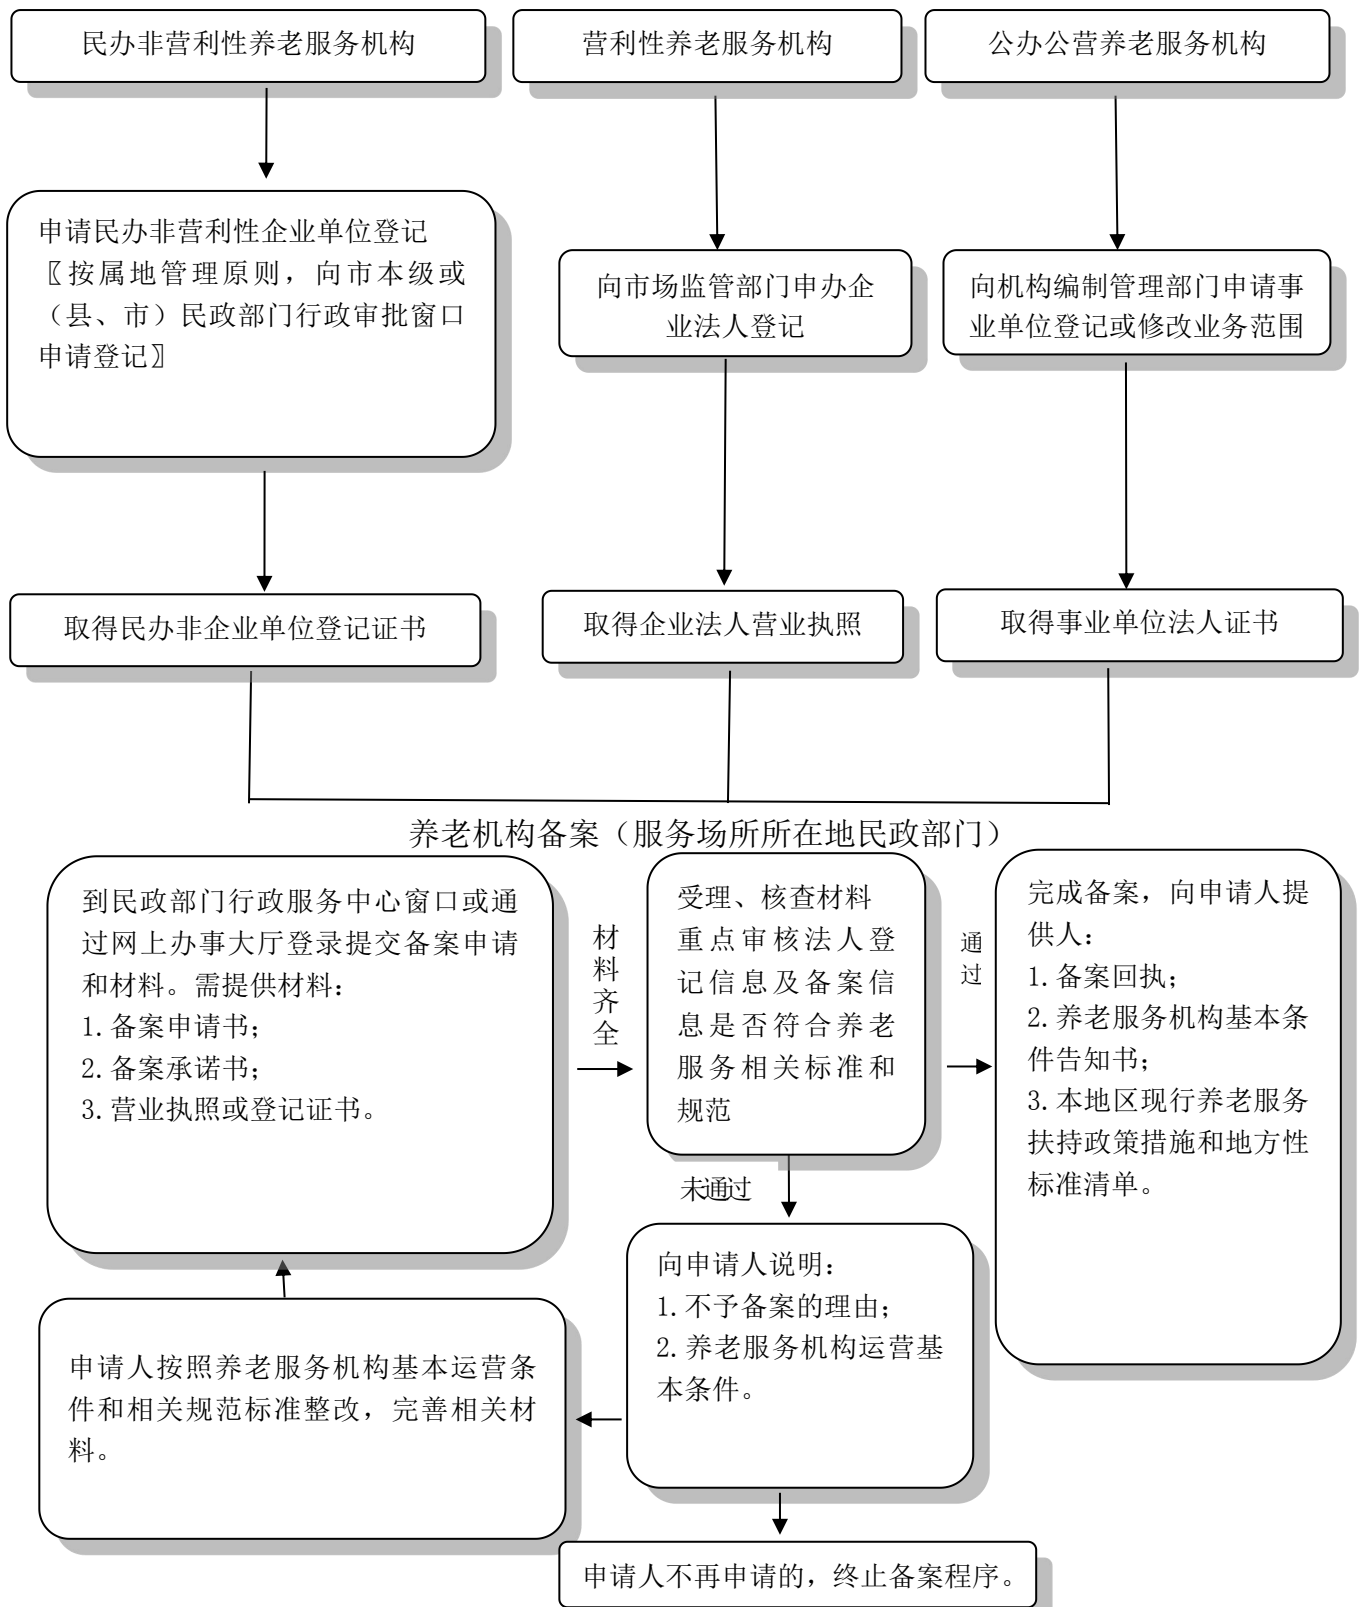 民办非营利性养老服务机构
营利性养老服务机构
公办公营养老服务机构
申请民办非营利性企业单位登记
〖按属地管理原则，向市本级或
（县、市）民政部门行政审批窗口
申请登记〗
向市场监管部门申办企
业法人登记
向机构编制管理部门申请事
业单位登记或修改业务范围
取得民办非企业单位登记证书
取得企业法人营业执照
取得事业单位法人证书
养老机构备案（服务场所所在地民政部门）
到民政部门行政服务中心窗口或通
过网上办事大厅登录提交备案申请
和材料。需提供材料：
1.备案申请书；
2.备案承诺书；
3.营业执照或登记证书。
材
料
齐
全
受理、核查材料
重点审核法人登
记信息及备案信
息是否符合养老
服务相关标准和
规范
通
过
完成备案，向申请人提
供人：
1.备案回执；
2.养老服务机构基本条
件告知书；
3.本地区现行养老服务
扶持政策措施和地方性
标准清单。
未通过
向申请人说明：
1.不予备案的理由；
2.养老服务机构运营基
本条件。
申请人按照养老服务机构基本运营条
件和相关规范标准整改，完善相关材
料。
申请人不再申请的，终止备案程序。